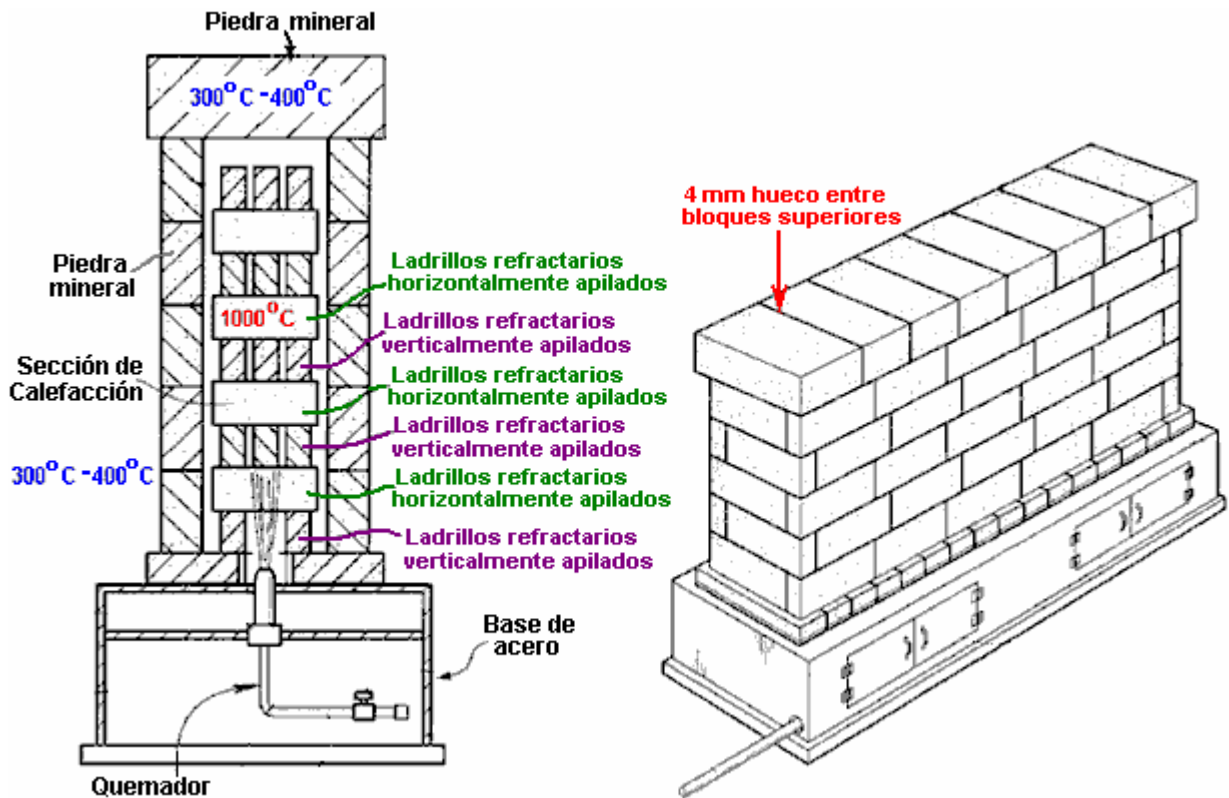 Piedra mineral
300°C -400°C
4 mm hueco entre
bloques superiores
Piedra
mineral
Ladrillos refractarios
horizontalmente apilados
1000°C
Ladrillos refractarios
verticalmente apilados
Sección de
Calefacción
Ladrillos refractarios
horizontalmente apilados
Ladrillos refractarios
verticalmente apilados
300°C -400°C
Ladrillos refractarios
horizontalmente apilados
Ladrillos refractarios
verticalmente apilados
Base de
acero
Quemador